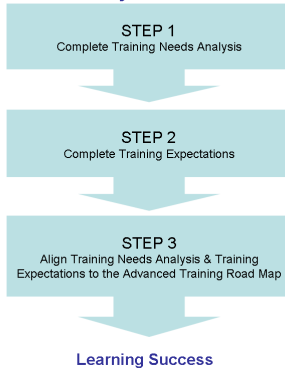 STEP 1
Complete Training Needs Analysis
STEP 2
Complete Training Expectations
STEP 3
Align Training Needs Analysis & Training
Expectations to the Advanced Training Road Map
Learning Success